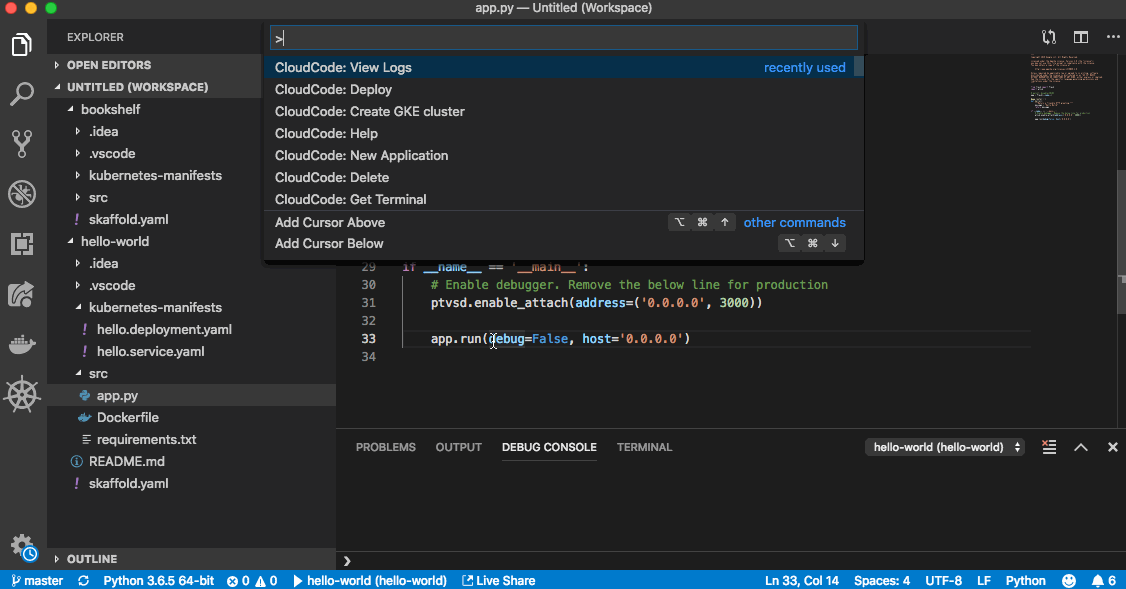 app.py — Untitled (Workspace)
EXPLORER
OPEN EDITORS
UNTITLED (WORKSPACE)
bookshelf
.idea
.vscode
kubernetes-manifests
src
! skaffold.yaml
hello-world
.idea
.vscode
kubernetes-manifests
! hello.deployment.yaml
! hello.service.yaml
src
app.py
Dockerfile
requirements.txt
README.md
! skaffold.yaml
OUTLINE
>
CloudCode: View Logs recently used
CloudCode: Deploy
CloudCode: Create GKE cluster
CloudCode: Help
CloudCode: New Application
CloudCode: Delete
CloudCode: Get Terminal
Add Cursor Above ⌥ ⌘ ↑ other commands
Add Cursor Below ⌥ ⌘ ↓
29 if __name__ == '__main__':
30 # Enable debugger. Remove the below line for production
31 ptvsd.enable_attach(address=('0.0.0.0', 3000))
32
33 app.run(debug=False, host='0.0.0.0')
34
PROBLEMS OUTPUT DEBUG CONSOLE TERMINAL hello-world (hello-world)
master Python 3.6.5 64-bit 0 0 hello-world (hello-world) Live Share Ln 33, Col 14 Spaces: 4 UTF-8 LF Python 6